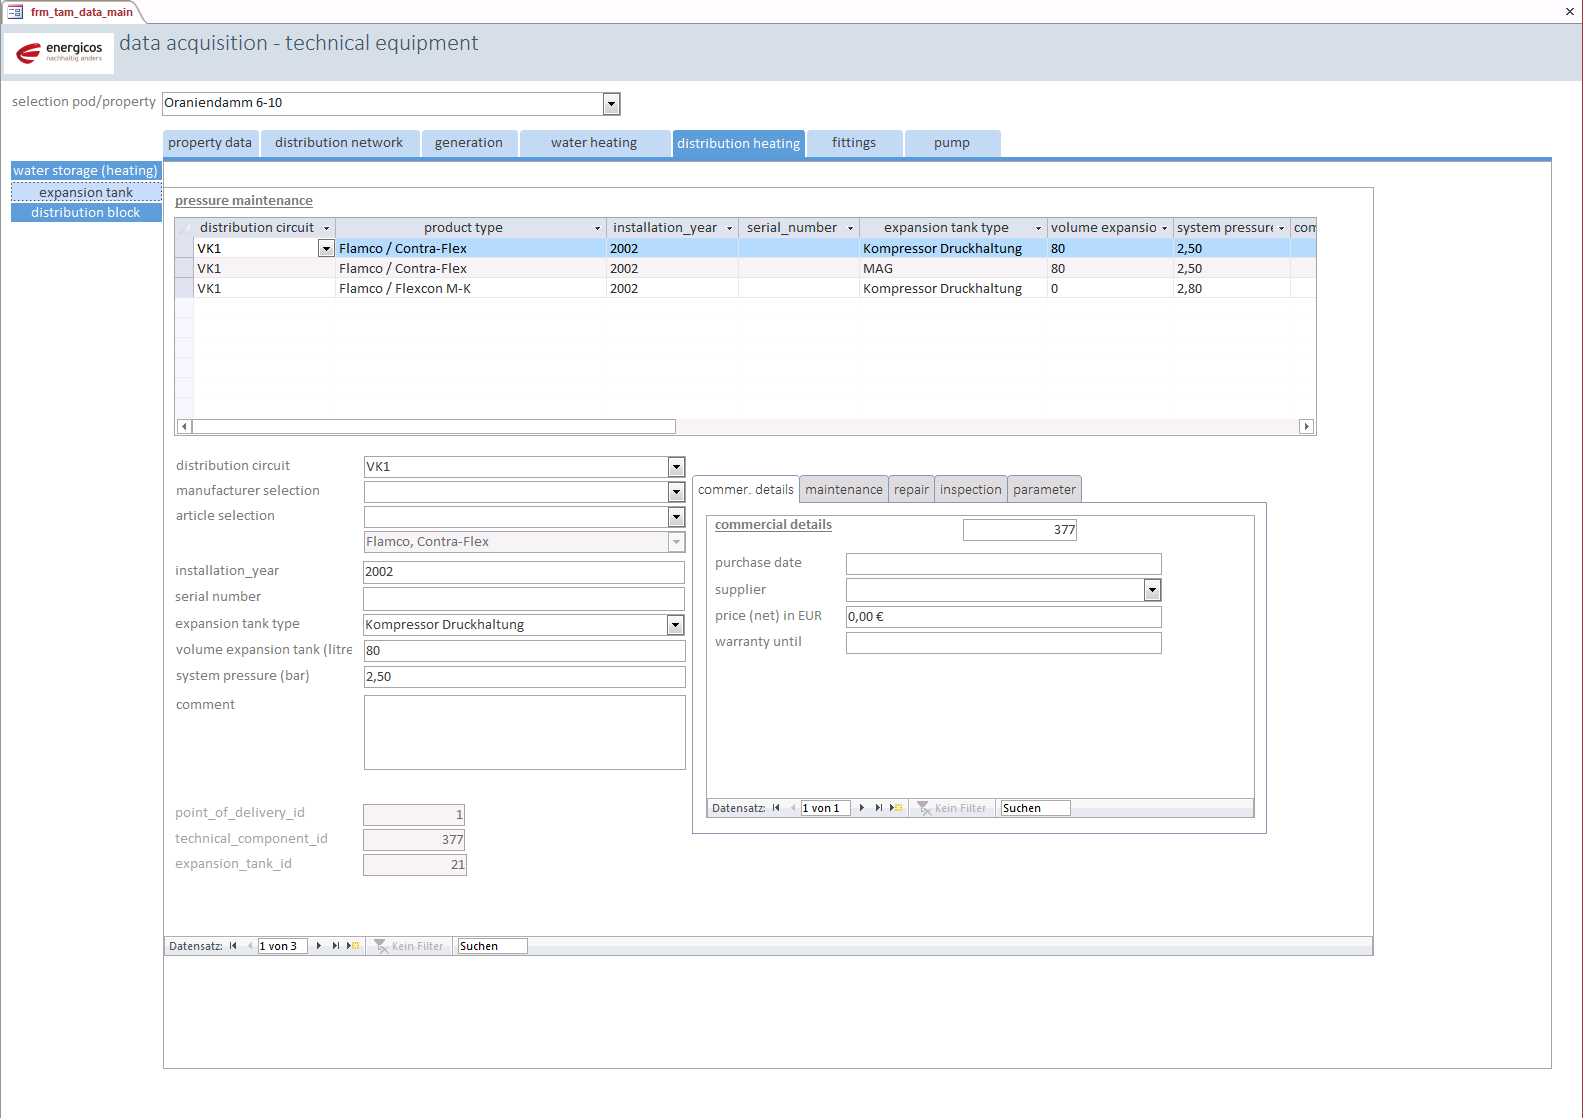 frm_tam_data_main
energicos
nachhaltig anders
data acquisition - technical equipment
selection pod/property Oraniendamm 6-10
property data distribution network generation water heating distribution heating fittings pump
water storage (heating)
expansion tank
distribution block
pressure maintenance
distribution circuit product type installation_year serial_number expansion tank type volume expansio system pressure com
VK1 Flamco / Contra-Flex 2002 Kompressor Druckhaltung 80 2,50
VK1 Flamco / Contra-Flex 2002 MAG 80 2,50
VK1 Flamco / Flexcon M-K 2002 Kompressor Druckhaltung 0 2,80
distribution circuit VK1
manufacturer selection
article selection
Flamco, Contra-Flex
installation_year 2002
serial number
expansion tank type Kompressor Druckhaltung
volume expansion tank (litre 80
system pressure (bar) 2,50
comment
point_of_delivery_id 1
technical_component_id 377
expansion_tank_id 21
commer. details maintenance repair inspection parameter
commercial details 377
purchase date
supplier
price (net) in EUR 0,00 €
warranty until
Datensatz: 1 von 1 Kein Filter Suchen
Datensatz: 1 von 3 Kein Filter Suchen